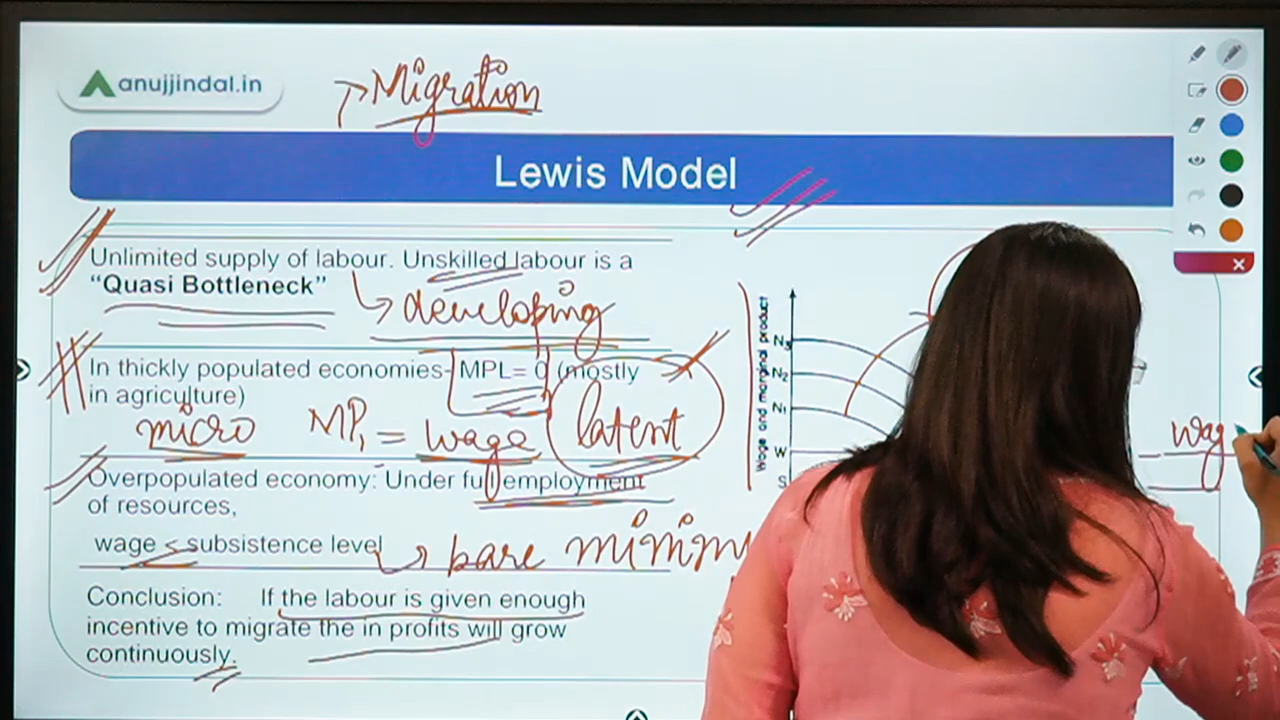 anujjindal.in
Migration
Lewis Model
Unlimited supply of labour. Unskilled labour is a
“Quasi Bottleneck”
developing
In thickly populated economies- MPL= 0 (mostly
in agriculture)
micro MP₁ = wage latent
Overpopulated economy: Under full employment
of resources,
wage < subsistence level
bare minim
Conclusion: If the labour is given enough
incentive to migrate the in profits will grow
continuously.
Wage and marginal product
N₃
N₂
N₁
W
S
wag